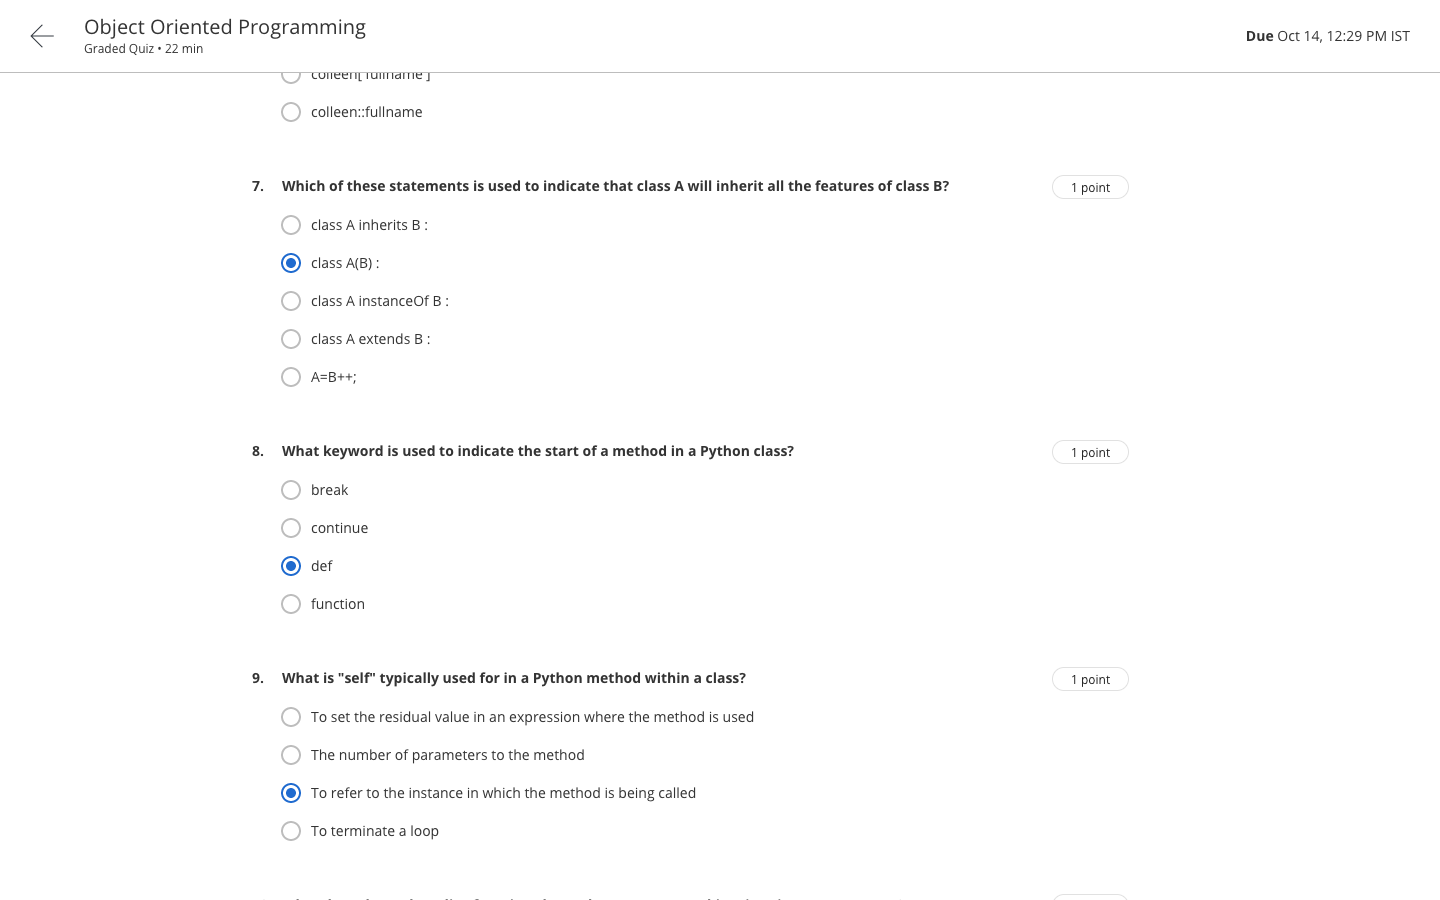 Object Oriented Programming
Graded Quiz • 22 min
Due Oct 14, 12:29 PM IST
colleen::fullname
7. Which of these statements is used to indicate that class A will inherit all the features of class B?
1 point
class A inherits B :
class A(B) :
class A instanceOf B :
class A extends B :
A=B++;
8. What keyword is used to indicate the start of a method in a Python class?
1 point
break
continue
def
function
9. What is "self" typically used for in a Python method within a class?
1 point
To set the residual value in an expression where the method is used
The number of parameters to the method
To refer to the instance in which the method is being called
To terminate a loop